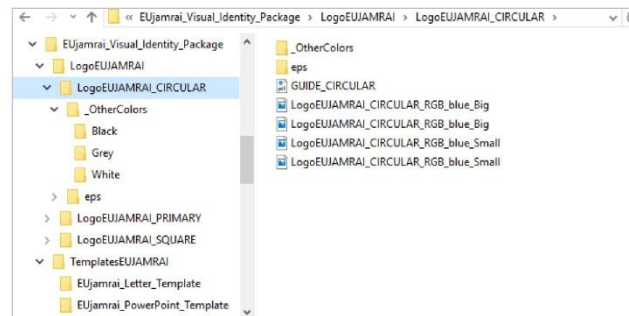 « EUjamrai_Visual_Identity_Package > LogoEUJAMRAI > LogoEUJAMRAI_CIRCULAR >
EUjamrai_Visual_Identity_Package
LogoEUJAMRAI
LogoEUJAMRAI_CIRCULAR
_OtherColors
Black
Grey
White
eps
LogoEUJAMRAI_PRIMARY
LogoEUJAMRAI_SQUARE
TemplatesEUJAMRAI
EUjamrai_Letter_Template
EUjamrai_PowerPoint_Template
_OtherColors
eps
GUIDE_CIRCULAR
LogoEUJAMRAI_CIRCULAR_RGB_blue_Big
LogoEUJAMRAI_CIRCULAR_RGB_blue_Big
LogoEUJAMRAI_CIRCULAR_RGB_blue_Small
LogoEUJAMRAI_CIRCULAR_RGB_blue_Small